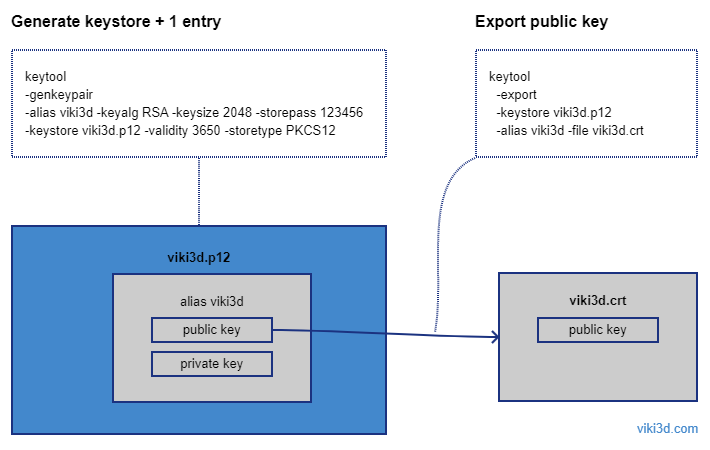 Generate keystore + 1 entry
keytool
-genkeypair
-alias viki3d -keyalg RSA -keysize 2048 -storepass 123456
-keystore viki3d.p12 -validity 3650 -storetype PKCS12
Export public key
keytool
-export
-keystore viki3d.p12
-alias viki3d -file viki3d.crt
viki3d.p12
alias viki3d
public key
private key
viki3d.crt
public key
viki3d.com